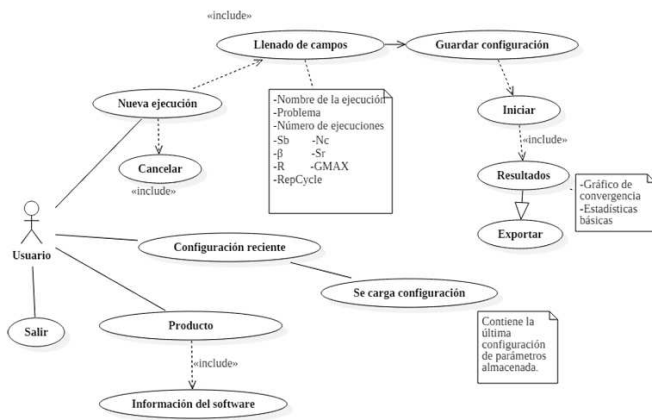 «include»
Llenado de campos
Guardar configuración
Nueva ejecución
-Nombre de la ejecución
-Problema
-Número de ejecuciones
-Sb -Nc
-β -Sr
-R -GMAX
-RepCycle
Iniciar
«include»
Cancelar
«include»
Resultados
-Gráfico de
convergencia
-Estadísticas
básicas
Exportar
Usuario
Configuración reciente
Se carga configuración
Salir
Producto
Contiene la
última
configuración
de parámetros
almacenada.
«include»
Información del software